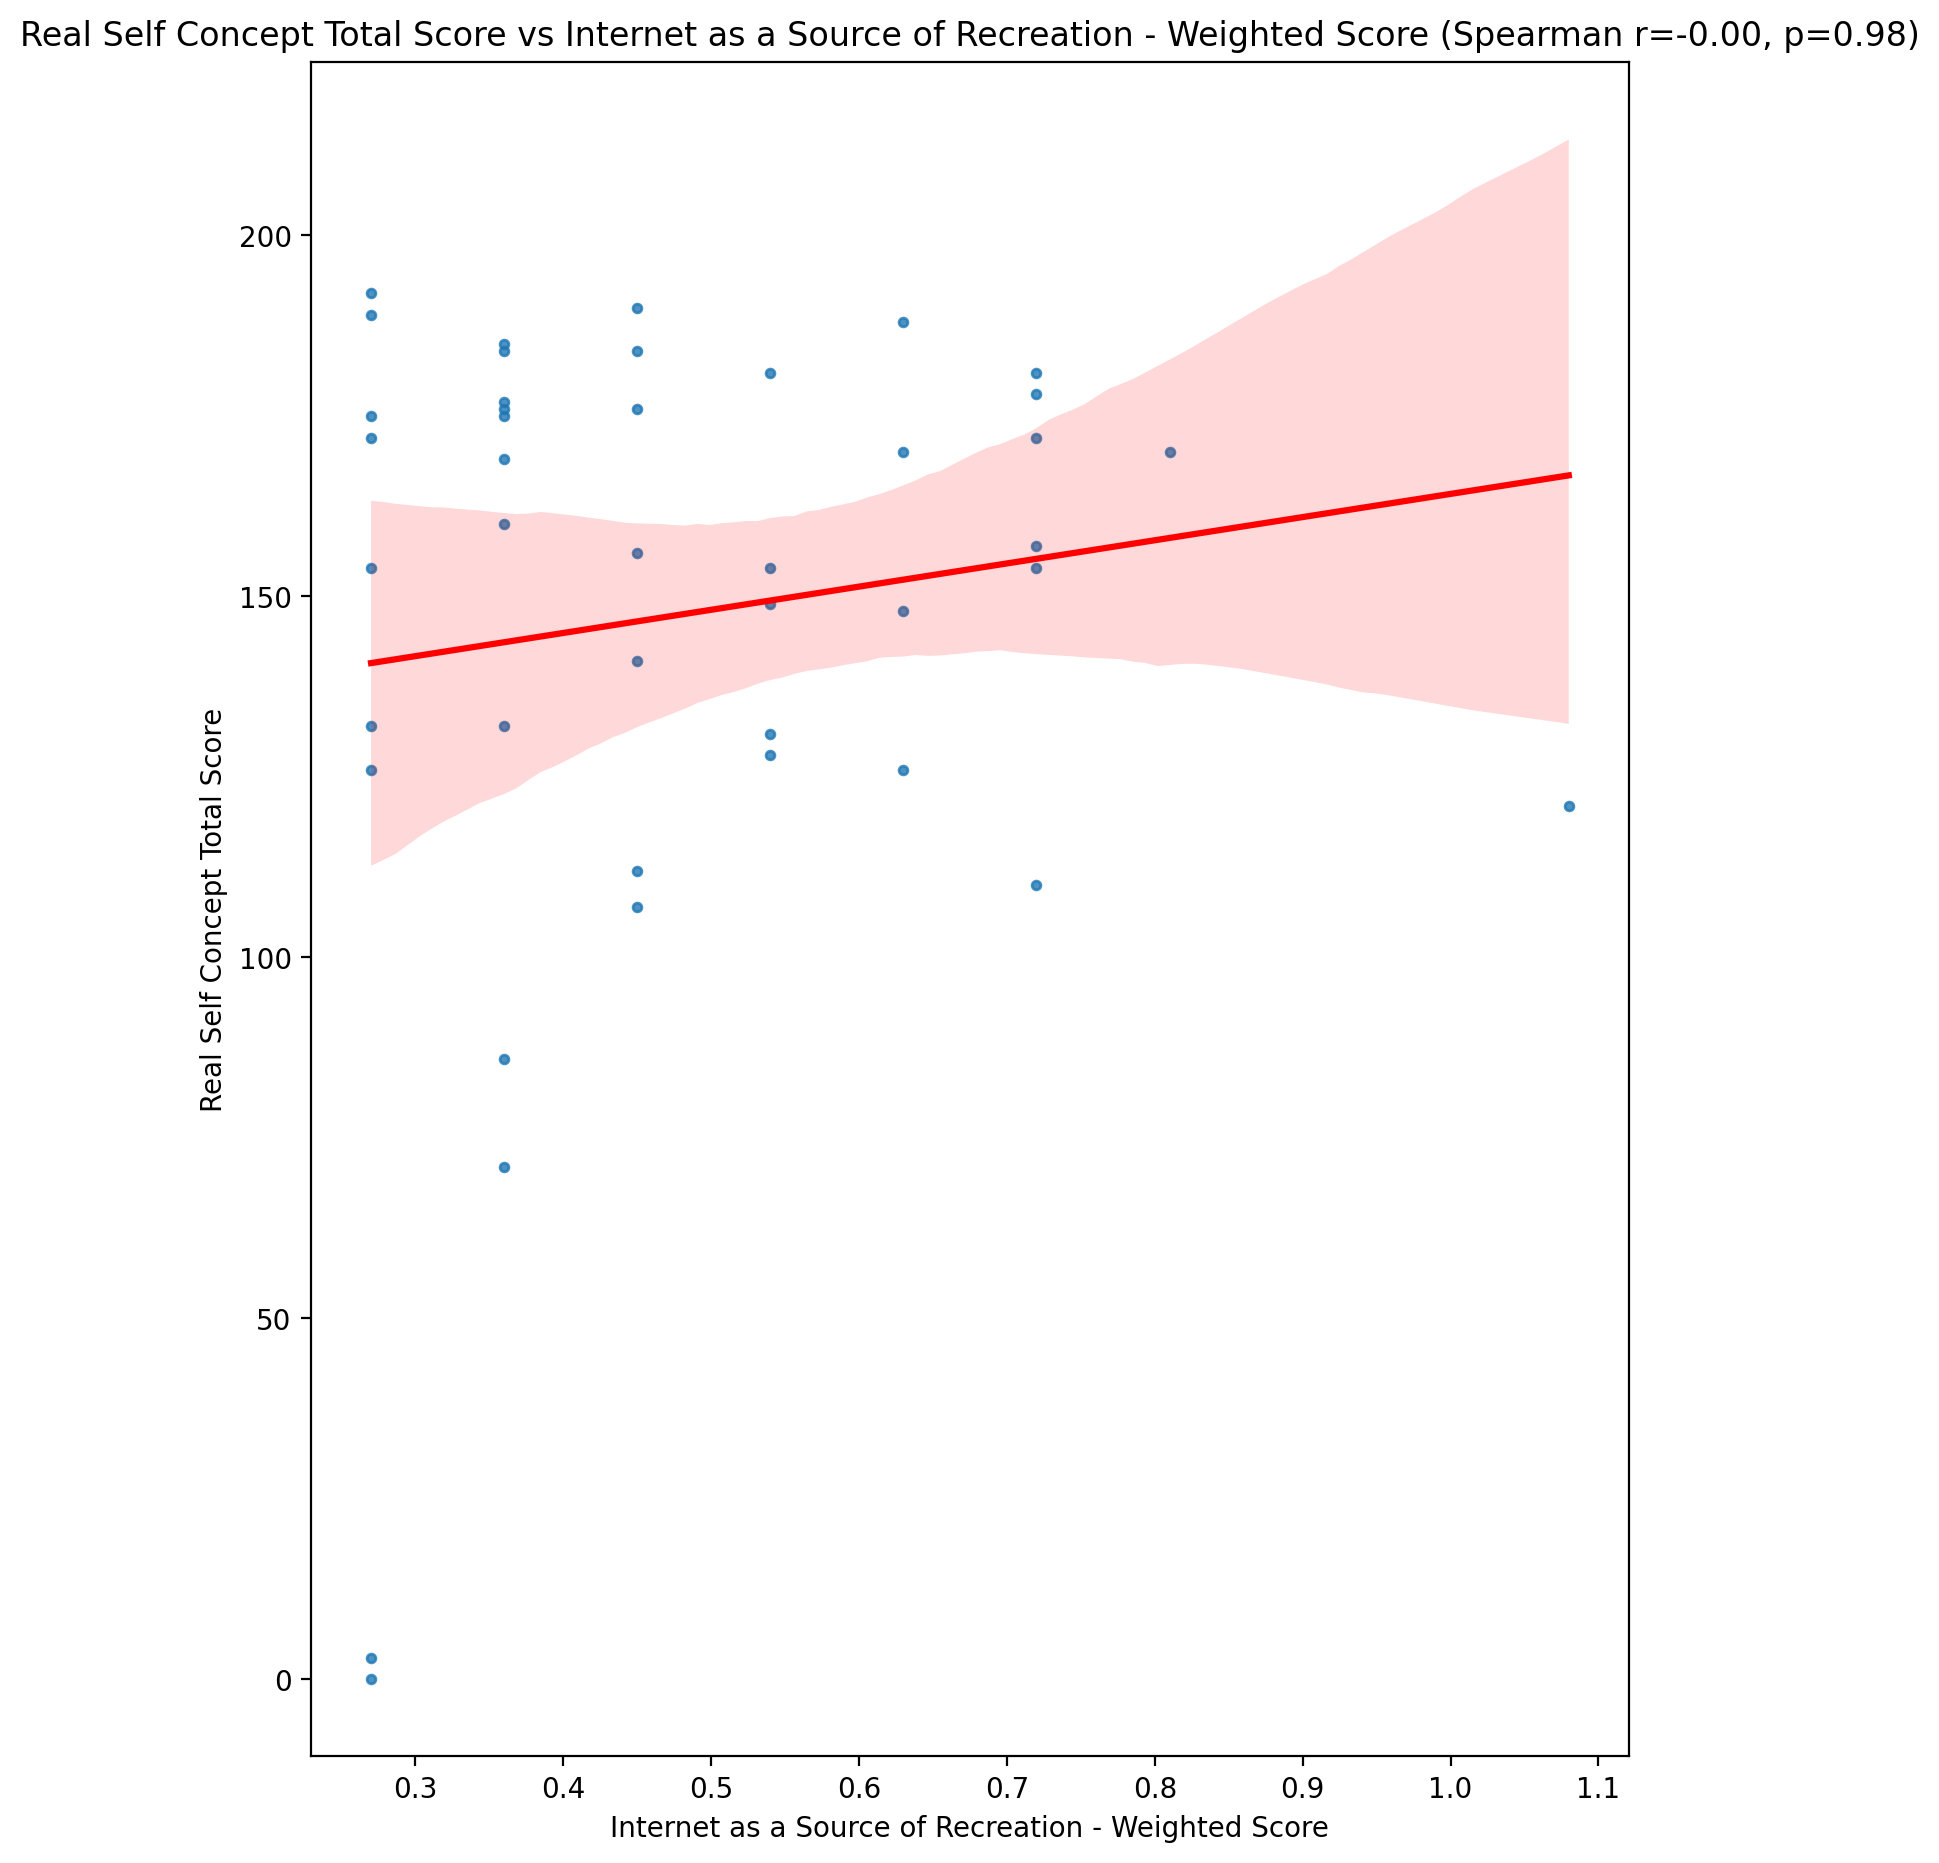 Real Self Concept Total Score vs Internet as a Source of Recreation - Weighted Score (Spearman r=-0.00, p=0.98)
200
150
100
50
0
Real Self Concept Total Score
0.3 0.4 0.5 0.6 0.7 0.8 0.9 1.0 1.1
Internet as a Source of Recreation - Weighted Score